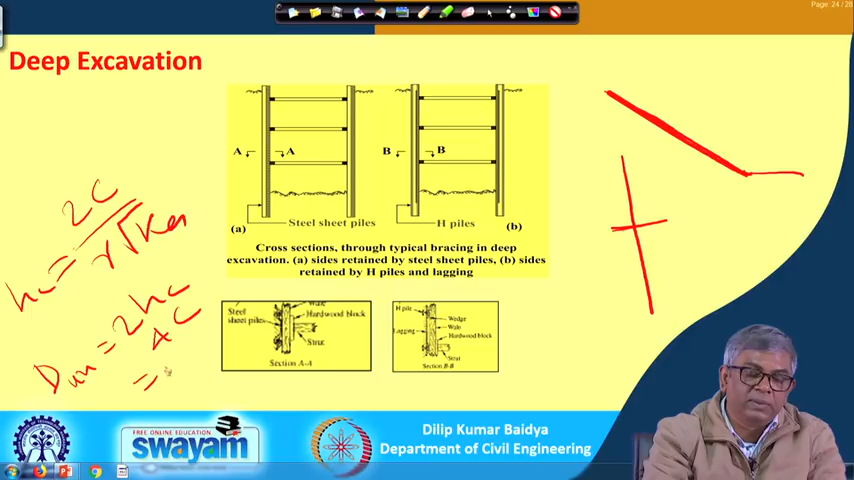 Page: 24 / 28
Deep Excavation
A A
B B
(a) Steel sheet piles
H piles (b)
Cross sections, through typical bracing in deep
excavation. (a) sides retained by steel sheet piles, (b) sides
retained by H piles and lagging
Steel
sheet piles
Wale
Hardwood block
Strut
Section A-A
H pile
Wedge
Wale
Hardwood block
Lagging
Strut
Section B-B
hc = 2C / γ√Ka
= 2hc
= 4C
FREE ONLINE EDUCATION
swayam
Dilip Kumar Baidya
Department of Civil Engineering